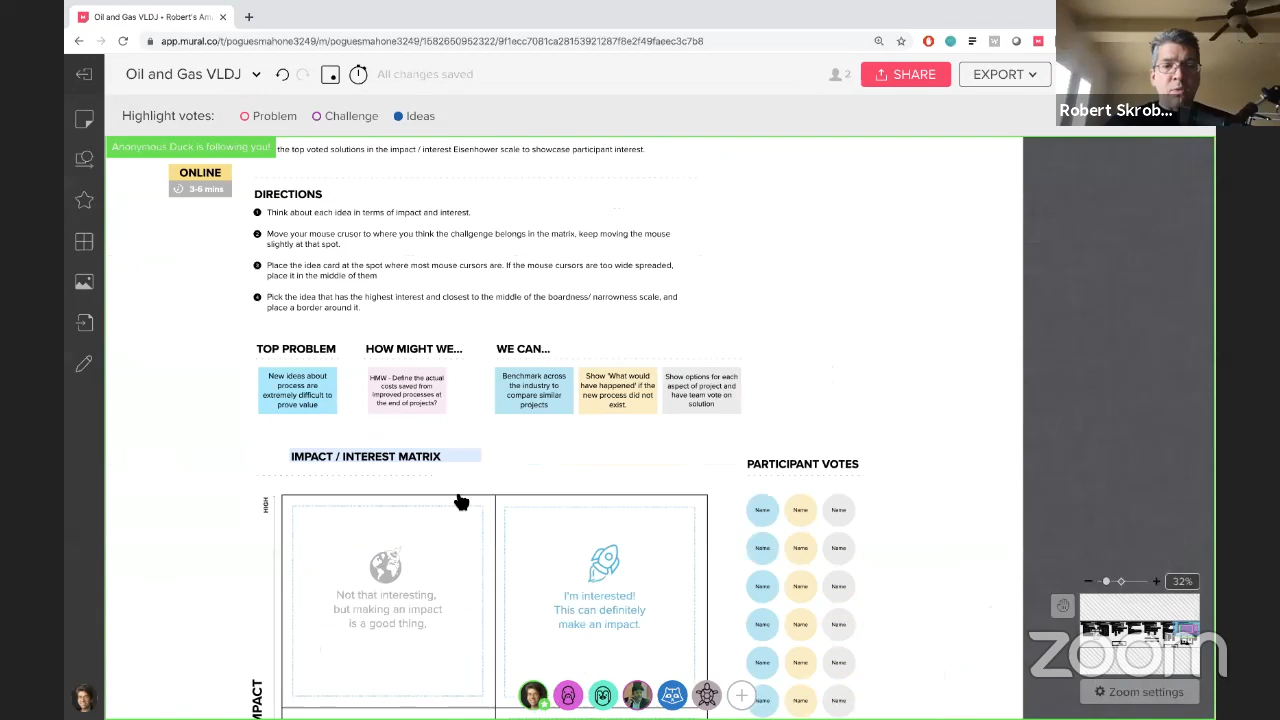 Oil and Gas VLDJ • Robert's Am
app.mural.co/t/poguesmahone3249/m/poguesmahone3249/1582650952322/9f1ecc7081ca28153921287f8e2f49faeec3c7b8
Oil and Gas VLDJ
All changes saved
2
SHARE
EXPORT
Robert Skrob...
Highlight votes:
Problem
Challenge
Ideas
Anonymous Duck is following you!
the top voted solutions in the impact / interest Eisenhower scale to showcase participant interest.
ONLINE
3-6 mins
DIRECTIONS
1 Think about each idea in terms of impact and interest.
2 Move your mouse crusor to where you think the challgenge belongs in the matrix, keep moving the mouse
slightly at that spot.
3 Place the idea card at the spot where most mouse cursors are. If the mouse cursors are too wide spreaded,
place it in the middle of them
4 Pick the idea that has the highest interest and closest to the middle of the boardness/ narrowness scale, and
place a border around it.
TOP PROBLEM
HOW MIGHT WE...
WE CAN...
New ideas about
process are
extremely difficult to
prove value
HMW - Define the actual
costs saved from
improved processes at
the end of projects?
Benchmark across
the industry to
compare similar
projects
Show 'What would
have happened' if the
new process did not
exist.
Show options for each
aspect of project and
have team vote on
solution
IMPACT / INTEREST MATRIX
PARTICIPANT VOTES
HIGH
Not that interesting,
but making an impact
is a good thing,
I'm interested!
This can definitely
make an impact.
Name Name Name
Name Name Name
Name Name Name
Name Name Name
Name Name Name
Name Name Name
MPACT
32%
zoom
Zoom settings